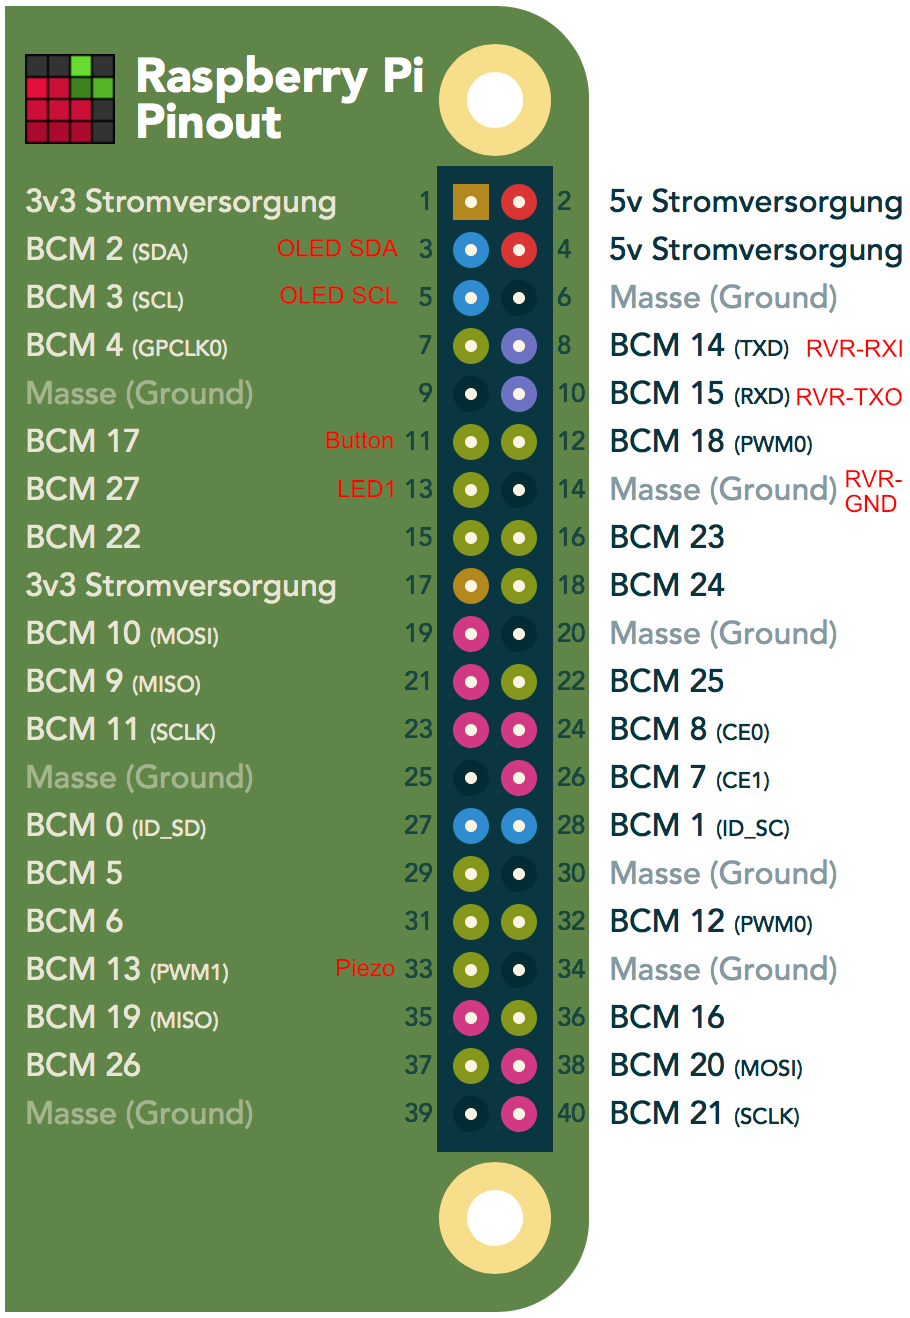 Raspberry Pi
Pinout
3v3 Stromversorgung 1 2 5v Stromversorgung
BCM 2 (SDA) OLED SDA 3 4 5v Stromversorgung
BCM 3 (SCL) OLED SCL 5 6 Masse (Ground)
BCM 4 (GPCLK0) 7 8 BCM 14 (TXD) RVR-RXI
Masse (Ground) 9 10 BCM 15 (RXD) RVR-TXO
BCM 17 Button 11 12 BCM 18 (PWM0)
BCM 27 LED1 13 14 Masse (Ground) RVR-
GND
BCM 22 15 16 BCM 23
3v3 Stromversorgung 17 18 BCM 24
BCM 10 (MOSI) 19 20 Masse (Ground)
BCM 9 (MISO) 21 22 BCM 25
BCM 11 (SCLK) 23 24 BCM 8 (CE0)
Masse (Ground) 25 26 BCM 7 (CE1)
BCM 0 (ID_SD) 27 28 BCM 1 (ID_SC)
BCM 5 29 30 Masse (Ground)
BCM 6 31 32 BCM 12 (PWM0)
BCM 13 (PWM1) Piezo 33 34 Masse (Ground)
BCM 19 (MISO) 35 36 BCM 16
BCM 26 37 38 BCM 20 (MOSI)
Masse (Ground) 39 40 BCM 21 (SCLK)